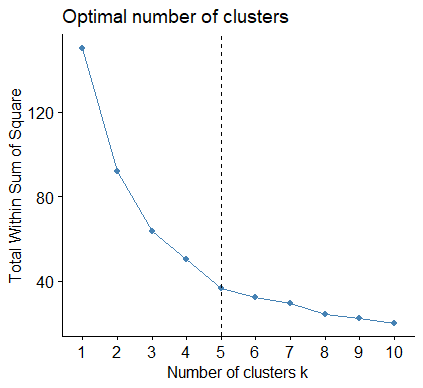 Optimal number of clusters
Total Within Sum of Square
120
80
40
1 2 3 4 5 6 7 8 9 10
Number of clusters k